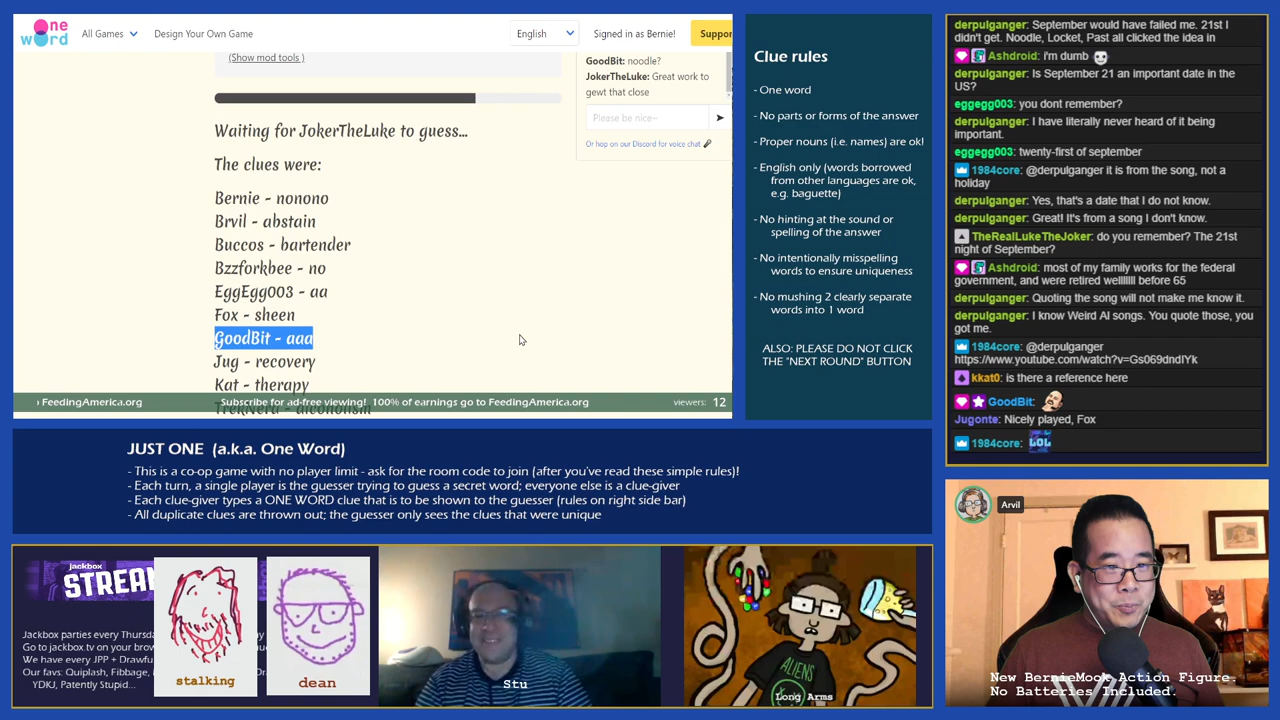 One
word
All Games
Design Your Own Game
English
Signed in as Bernie!
Suppor
(Show mod tools )
GoodBit: noodle?
JokerTheLuke: Great work to
gewt that close
Please be nice~
Or hop on our Discord for voice chat
Waiting for JokerTheLuke to guess...
The clues were:
Bernie - nonono
Brvil - abstain
Buccos - bartender
Bzzforkbee - no
EggEgg003 - aa
Fox - sheen
GoodBit - aaa
Jug - recovery
Kat - therapy
FeedingAmerica.org
Subscribe for ad-free viewing! 100% of earnings go to FeedingAmerica.org
viewers: 12
Clue rules
- One word
- No parts or forms of the answer
- Proper nouns (i.e. names) are ok!
- English only (words borrowed
from other languages are ok,
e.g. baguette)
- No hinting at the sound or
spelling of the answer
- No intentionally misspelling
words to ensure uniqueness
- No mushing 2 clearly separate
words into 1 word
ALSO: PLEASE DO NOT CLICK
THE "NEXT ROUND" BUTTON
derpulganger: September would have failed me. 21st I
didn't get. Noodle, Locket, Past all clicked the idea in
Ashdroid: i'm dumb
derpulganger: Is September 21 an important date in the
US?
eggegg003: you dont remember?
derpulganger: I have literally never heard of it being
important.
eggegg003: twenty-first of september
1984core: @derpulganger it is from the song, not a
holiday
derpulganger: Yes, that's a date that I do not know.
derpulganger: Great! It's from a song I don't know.
TheRealLukeTheJoker: do you remember? The 21st
night of September?
Ashdroid: most of my family works for the federal
government, and were retired wellllllll before 65
derpulganger: Quoting the song will not make me know it.
derpulganger: I know Weird Al songs. You quote those, you
got me.
1984core: @derpulganger
https://www.youtube.com/watch?v=Gs069dndIYk
kkat0: is there a reference here
GoodBit:
Jugonte: Nicely played, Fox
1984core: LOL
JUST ONE (a.k.a. One Word)
- This is a co-op game with no player limit - ask for the room code to join (after you've read these simple rules)!
- Each turn, a single player is the guesser trying to guess a secret word; everyone else is a clue-giver
- Each clue-giver types a ONE WORD clue that is to be shown to the guesser (rules on right side bar)
- All duplicate clues are thrown out; the guesser only sees the clues that were unique
jackbox
STREA
Jackbox parties every Thursda
Go to jackbox.tv on your brow
We have every JPP + Drawfu
Our favs: Quiplash, Fibbage,
YDKJ, Patently Stupid...
stalking
dean
Stu
ALIENS
Long Arms
Arvil
New BernieMook Action Figure.
No Batteries Included.